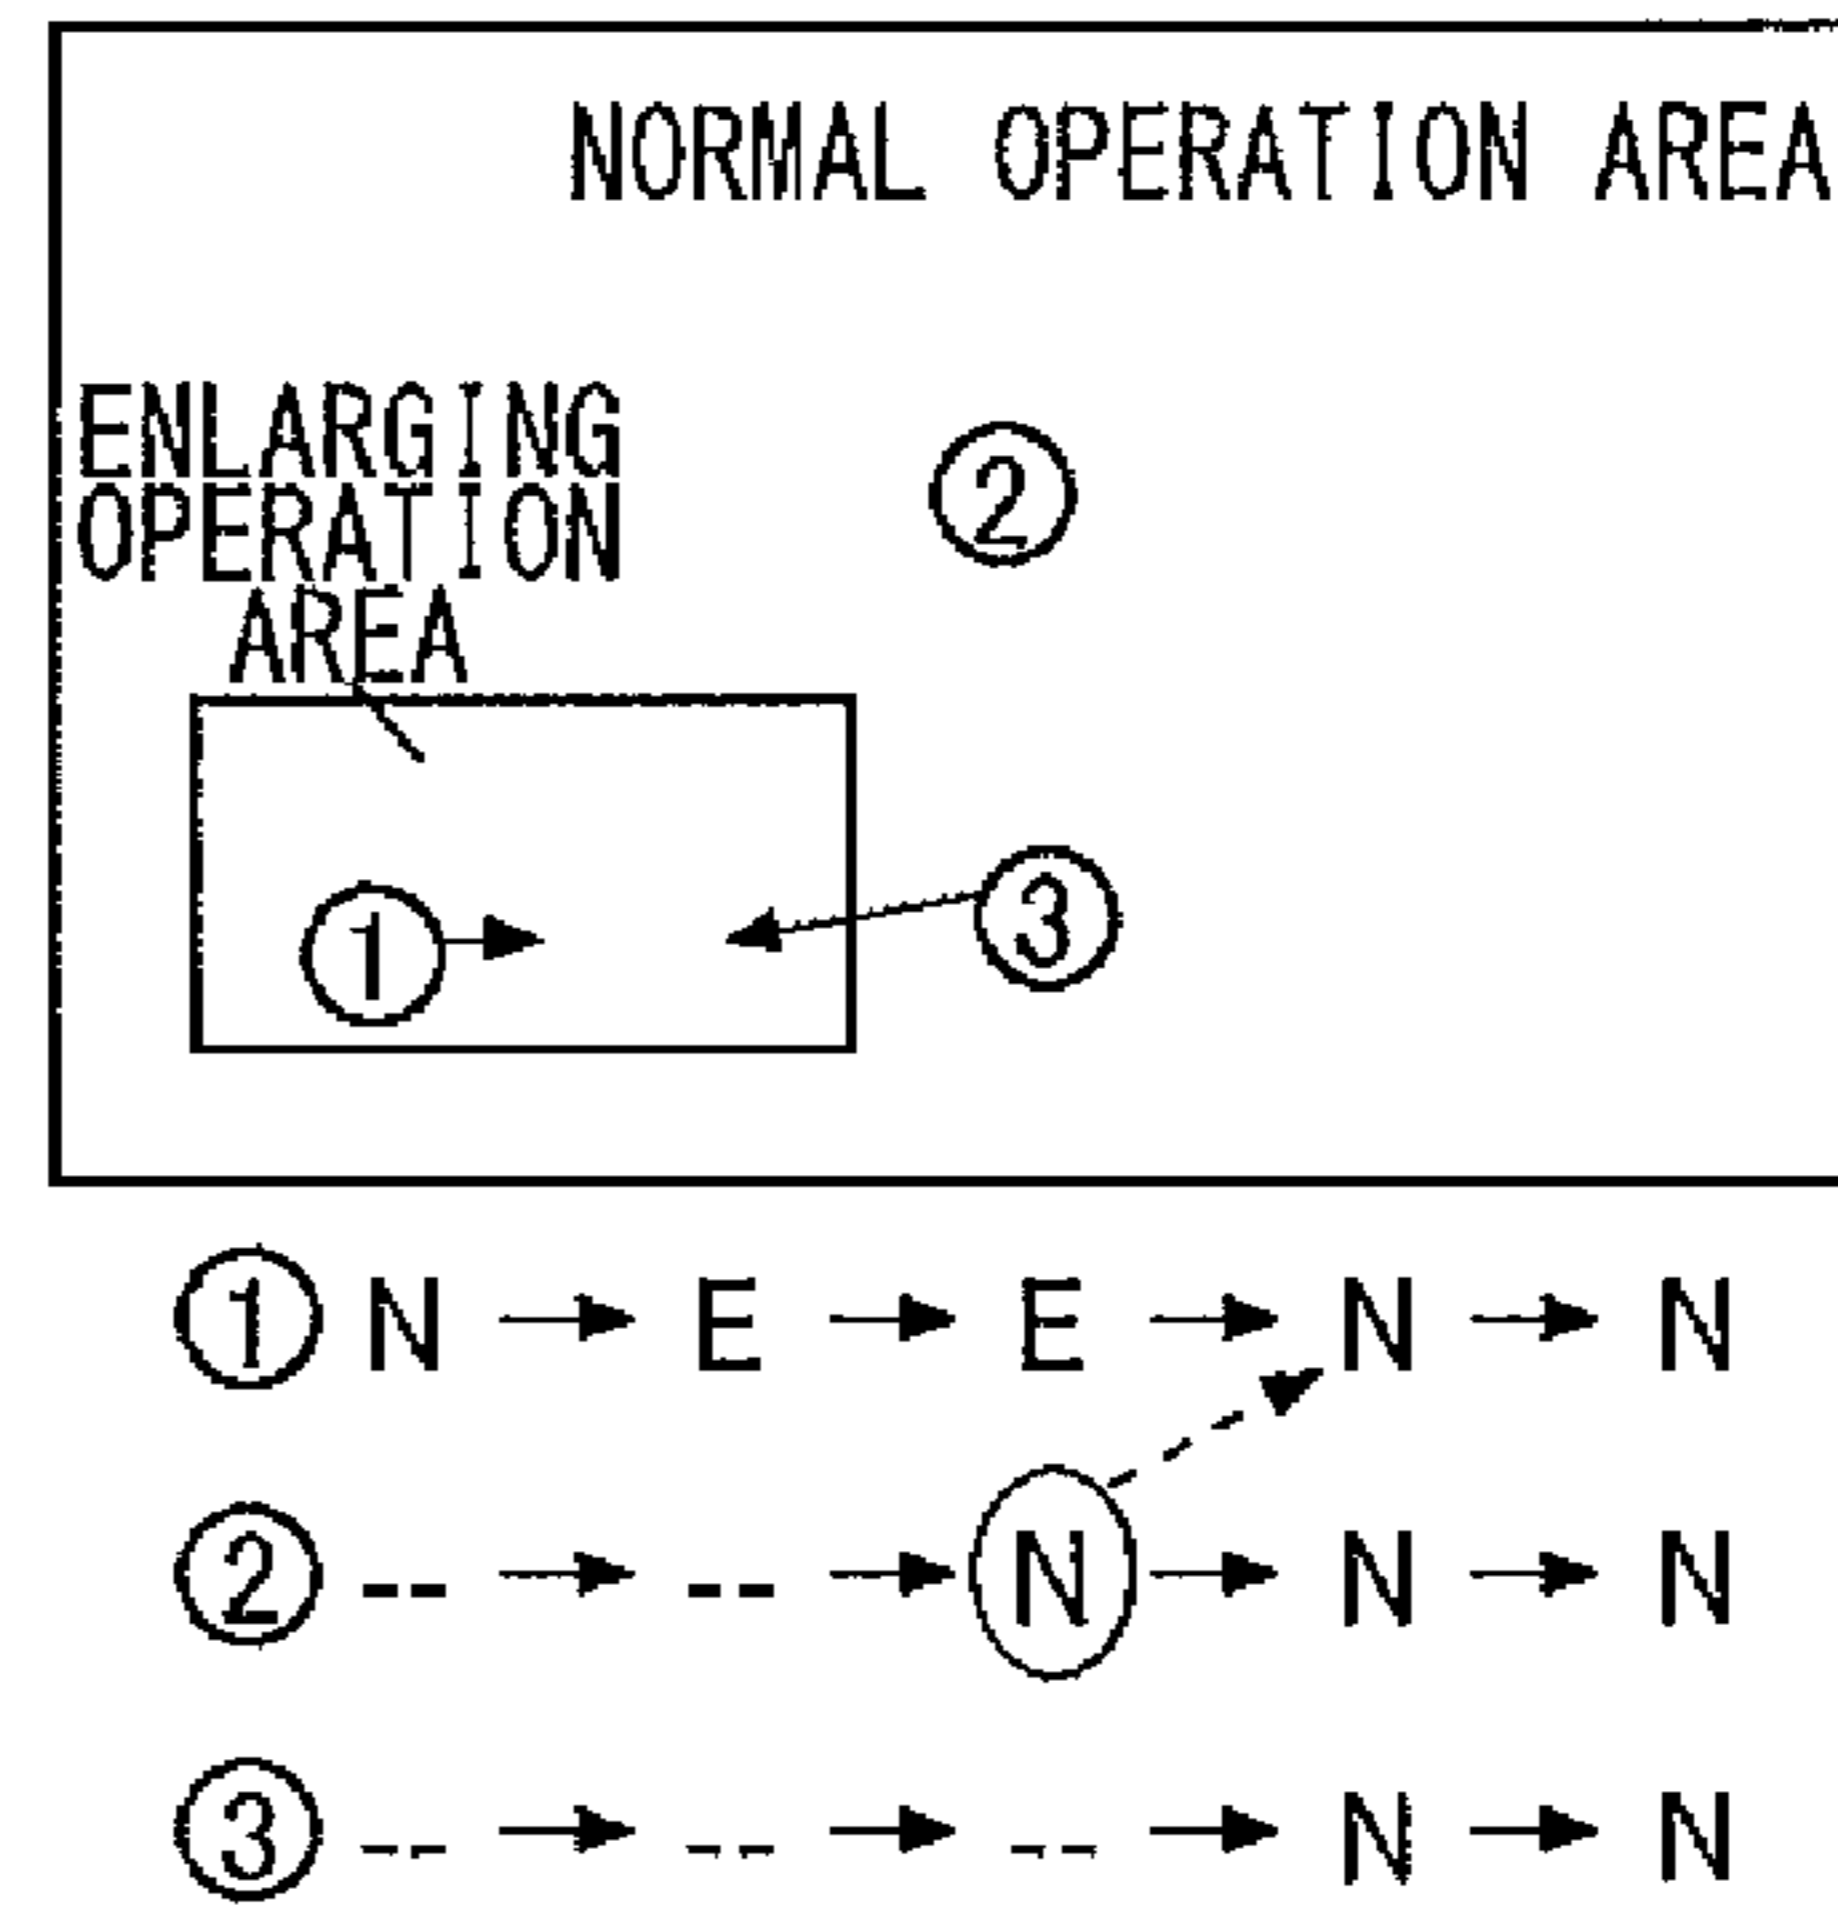 NORMAL OPERATION AREA
ENLARGING
OPERATION
AREA
②
①
③
① N → E → E → N → N
② -- → -- → N → N → N
③ -- → -- → -- → N → N